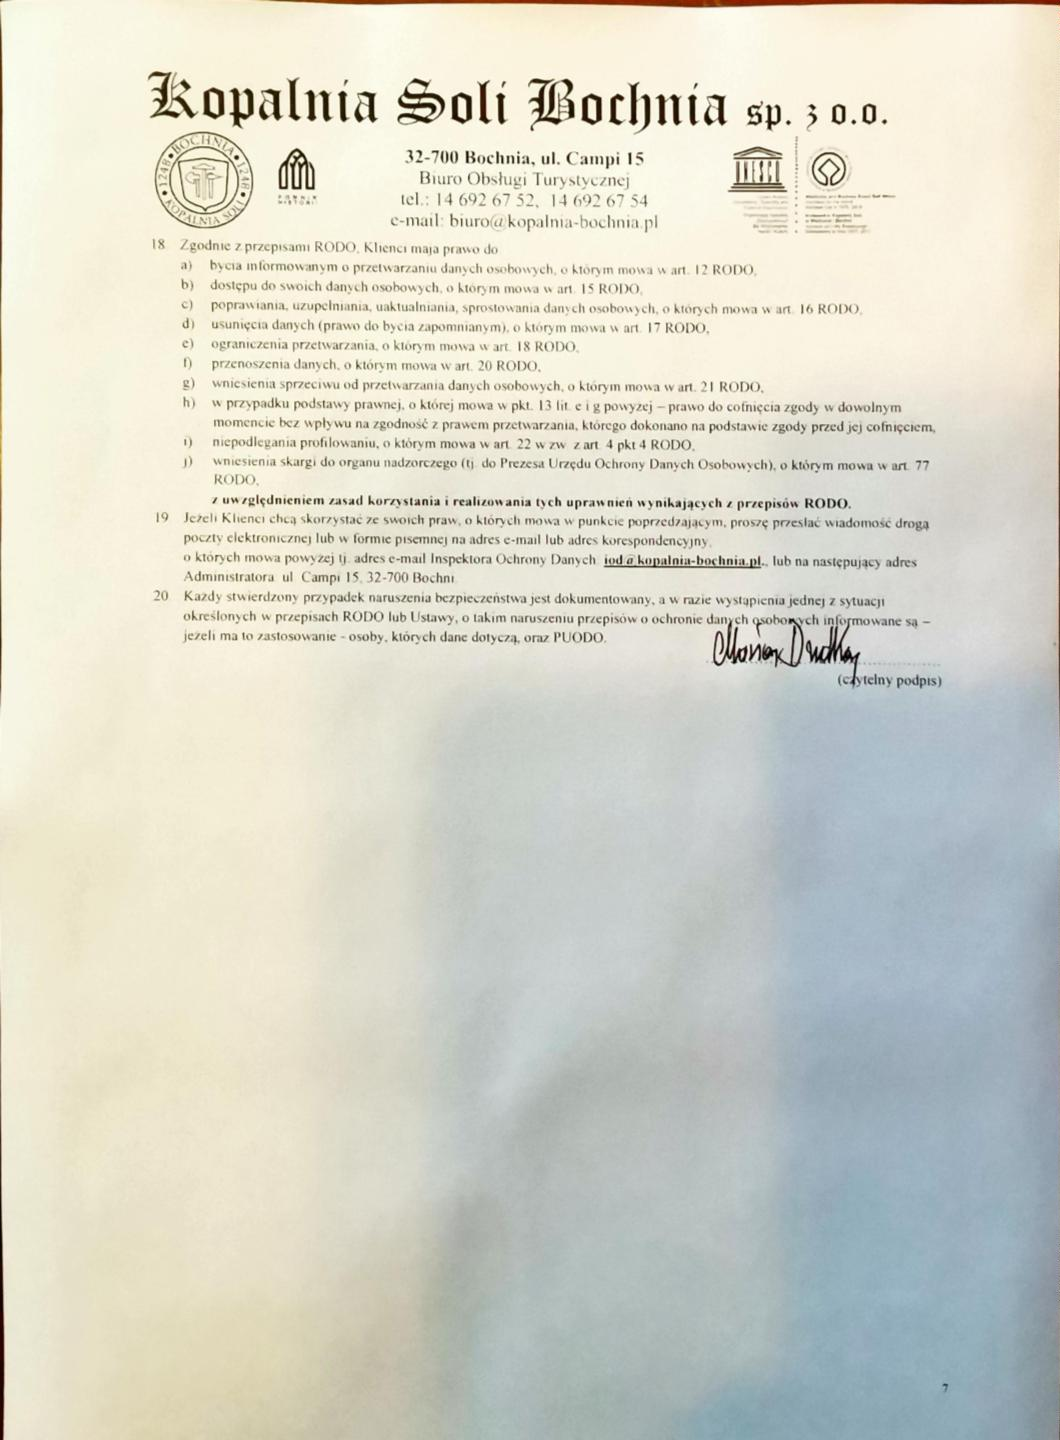 Kopalnia Soli Bochnia sp. z o.o.
BOCHNIA • 1248 • KOPALNIA SOLI • 1248
POMNIK
HISTORII
32-700 Bochnia, ul. Campi 15
Biuro Obsługi Turystycznej
tel.: 14 692 67 52, 14 692 67 54
e-mail: biuro@kopalnia-bochnia.pl
UNESCO
18 Zgodnie z przepisami RODO, Klienci mają prawo do
a) bycia informowanym o przetwarzaniu danych osobowych, o którym mowa w art. 12 RODO,
b) dostępu do swoich danych osobowych, o którym mowa w art. 15 RODO,
c) poprawiania, uzupełniania, uaktualniania, sprostowania danych osobowych, o których mowa w art. 16 RODO,
d) usunięcia danych (prawo do bycia zapomnianym), o którym mowa w art. 17 RODO,
e) ograniczenia przetwarzania, o którym mowa w art. 18 RODO,
f) przenoszenia danych, o którym mowa w art. 20 RODO,
g) wniesienia sprzeciwu od przetwarzania danych osobowych, o którym mowa w art. 21 RODO,
h) w przypadku podstawy prawnej, o której mowa w pkt. 13 lit. e i g powyżej – prawo do cofnięcia zgody w dowolnym
momencie bez wpływu na zgodność z prawem przetwarzania, którego dokonano na podstawie zgody przed jej cofnięciem,
i) niepodlegania profilowaniu, o którym mowa w art. 22 w zw. z art. 4 pkt 4 RODO,
j) wniesienia skargi do organu nadzorczego (tj. do Prezesa Urzędu Ochrony Danych Osobowych), o którym mowa w art. 77
RODO,
z uwzględnieniem zasad korzystania i realizowania tych uprawnień wynikających z przepisów RODO.
19 Jeżeli Klienci chcą skorzystać ze swoich praw, o których mowa w punkcie poprzedzającym, proszę przesłać wiadomość drogą
poczty elektronicznej lub w formie pisemnej na adres e-mail lub adres korespondencyjny,
o których mowa powyżej tj. adres e-mail Inspektora Ochrony Danych iod@kopalnia-bochnia.pl., lub na następujący adres
Administratora ul Campi 15, 32-700 Bochni
20 Każdy stwierdzony przypadek naruszenia bezpieczeństwa jest dokumentowany, a w razie wystąpienia jednej z sytuacji
określonych w przepisach RODO lub Ustawy, o takim naruszeniu przepisów o ochronie danych osobowych informowane są –
jeżeli ma to zastosowanie - osoby, których dane dotyczą, oraz PUODO.
(czytelny podpis)
7